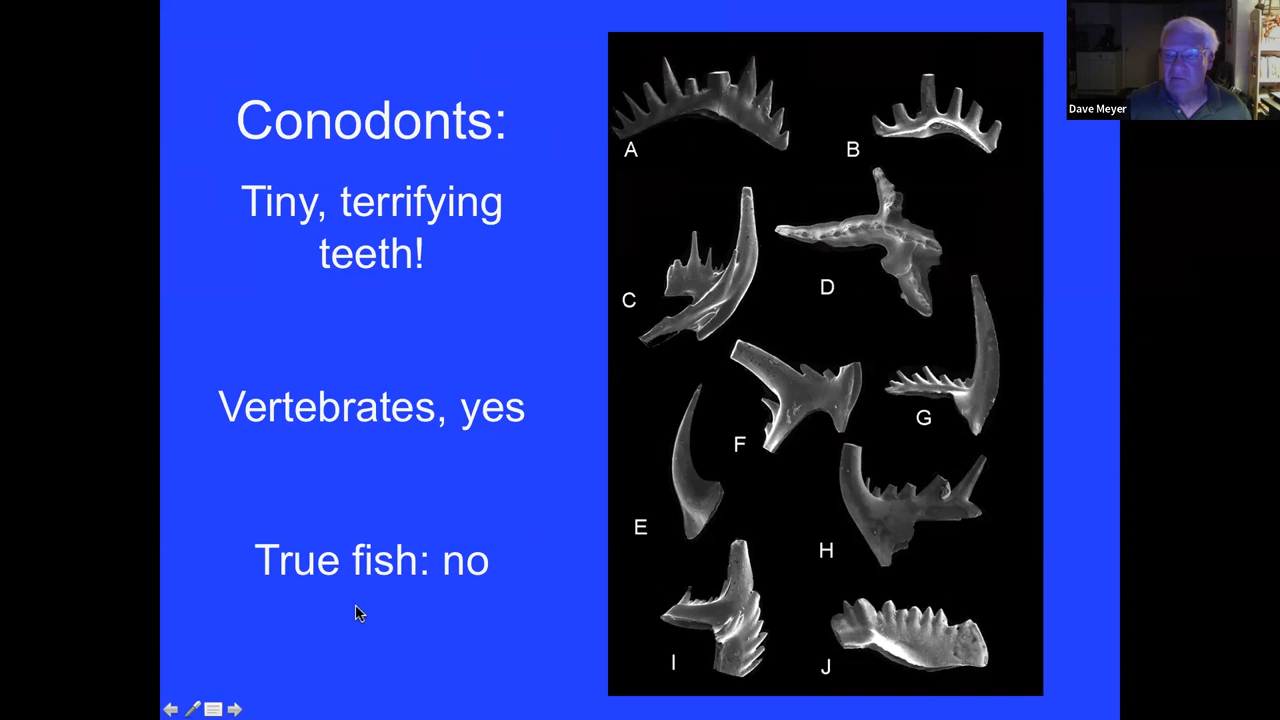 Conodonts:
Tiny, terrifying
teeth!
Vertebrates, yes
True fish: no
A
B
C
D
E
F
G
H
I
J
Dave Meyer